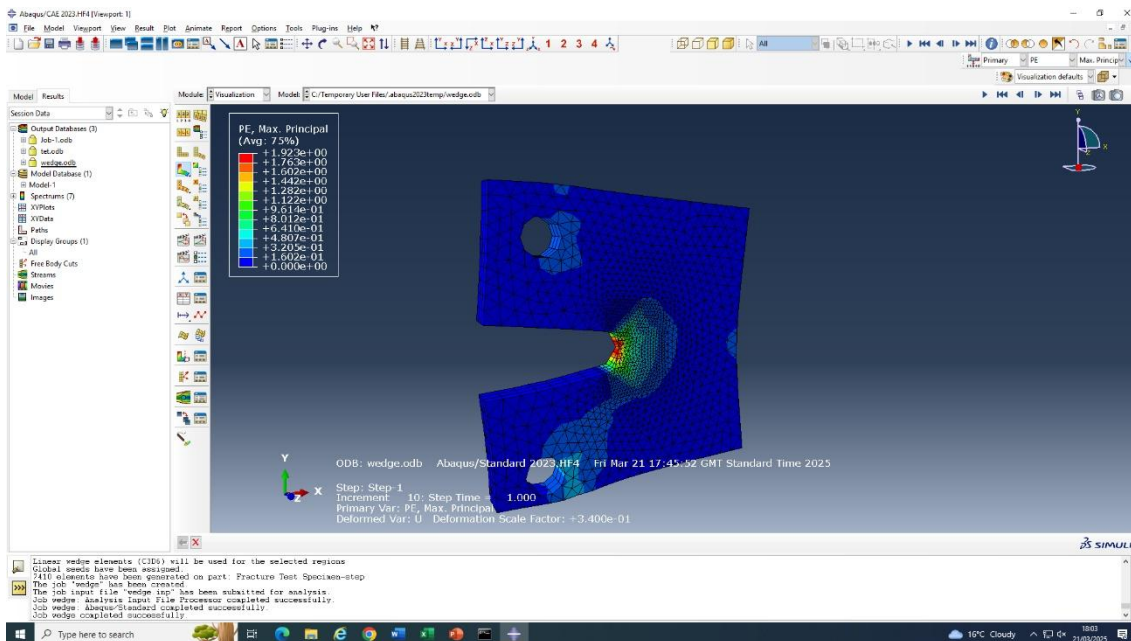 Abaqus/CAE 2023.HF4 [Viewport: 1]
File Model Viewport View Result Plot Animate Report Options Tools Plug-ins Help
1 2 3 4 All
Primary PE Max. Princip
Visualization defaults
Model Results Module: Visualization Model: C:/Temporary User Files/.abaqus2023temp/wedge.odb
Session Data
Output Databases (3)
Job-1.odb
tet.odb
wedge.odb
Model Database (1)
Model-1
Spectrums (7)
XYPlots
XYData
Paths
Display Groups (1)
All
Free Body Cuts
Streams
Movies
Images
PE, Max. Principal
(Avg: 75%)
+1.923e+00
+1.763e+00
+1.602e+00
+1.442e+00
+1.282e+00
+1.122e+00
+9.614e-01
+8.012e-01
+6.410e-01
+4.807e-01
+3.205e-01
+1.602e-01
+0.000e+00
Y
X
Z
Y
X
Z
ODB: wedge.odb Abaqus/Standard 2023.HF4 Fri Mar 21 17:45:52 GMT Standard Time 2025
Step: Step-1
Increment 10: Step Time = 1.000
Primary Var: PE, Max. Principal
Deformed Var: U Deformation Scale Factor: +3.400e-01
SIMULI
Linear wedge elements (C3D6) will be used for the selected regions
Global seeds have been assigned.
7410 elements have been generated on part: Fracture Test Specimen-step
The job "wedge" has been created.
The job input file "wedge.inp" has been submitted for analysis.
Job wedge: Analysis Input File Processor completed successfully.
Job wedge: Abaqus/Standard completed successfully.
Job wedge completed successfully.
Type here to search
16°C Cloudy
18:03
21/03/2025